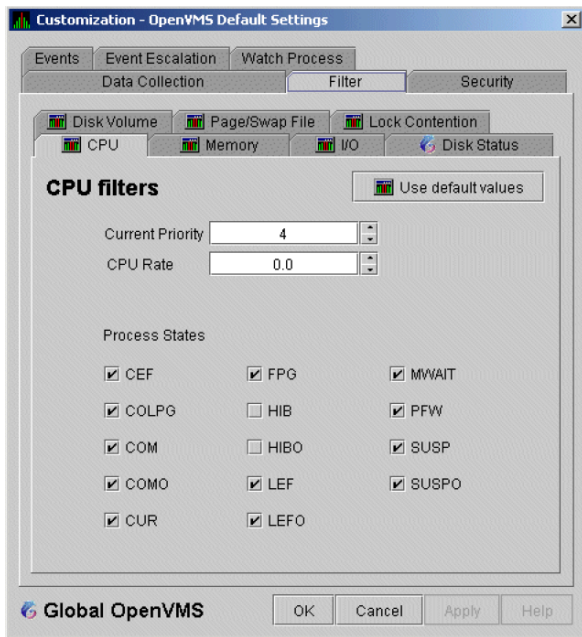 Customization - OpenVMS Default Settings
Events Event Escalation Watch Process
Data Collection Filter Security
Disk Volume Page/Swap File Lock Contention
CPU Memory I/O Disk Status
CPU filters Use default values
Current Priority 4
CPU Rate 0.0
Process States
CEF FPG MWAIT
COLPG HIB PFW
COM HIBO SUSP
COMO LEF SUSPO
CUR LEFO
Global OpenVMS OK Cancel Apply Help